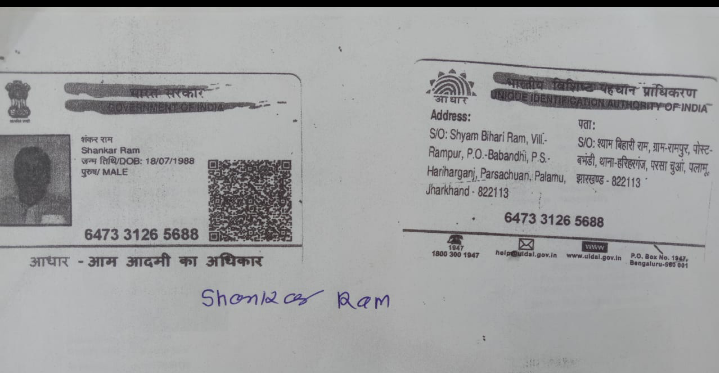 भारत सरकार
GOVERNMENT OF INDIA
शंकर राम
Shankar Ram
जन्म तिथि/DOB: 18/07/1988
पुरुष/ MALE
6473 3126 5688
आधार - आम आदमी का अधिकार
आधार
भारतीय विशिष्ट पहचान प्राधिकरण
UNIQUE IDENTIFICATION AUTHORITY OF INDIA
Address:
S/O: Shyam Bihari Ram, Vill.-
Rampur, P.O.-Babandhi, P.S.-
Hariharganj, Parsachuan, Palamu,
Jharkhand - 822113
पता:
S/O: श्याम बिहारी राम, ग्राम-रामपुर, पोस्ट-
बभंडी, थाना-हरिहरगंज, परसा चुआं, पलामू,
झारखण्ड - 822113
6473 3126 5688
1947
1800 300 1947
help@uidai.gov.in
www
www.uidai.gov.in
P.O. Box No. 1947,
Bengaluru-560 001
Shankar Ram